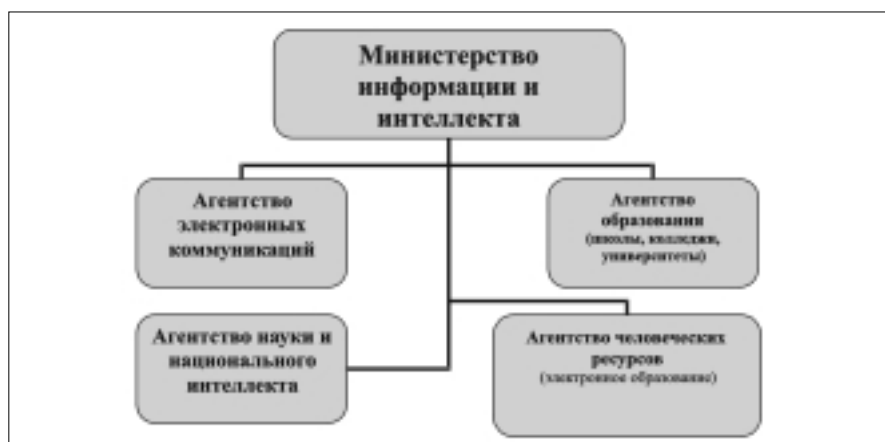 Министерство
информации и
интеллекта
Агентство
электронных
коммуникаций
Агентство
образования
(школы, колледжи,
университеты)
Агентство науки и
национального
интеллекта
Агентство человеческих
ресурсов
(электронное образование)